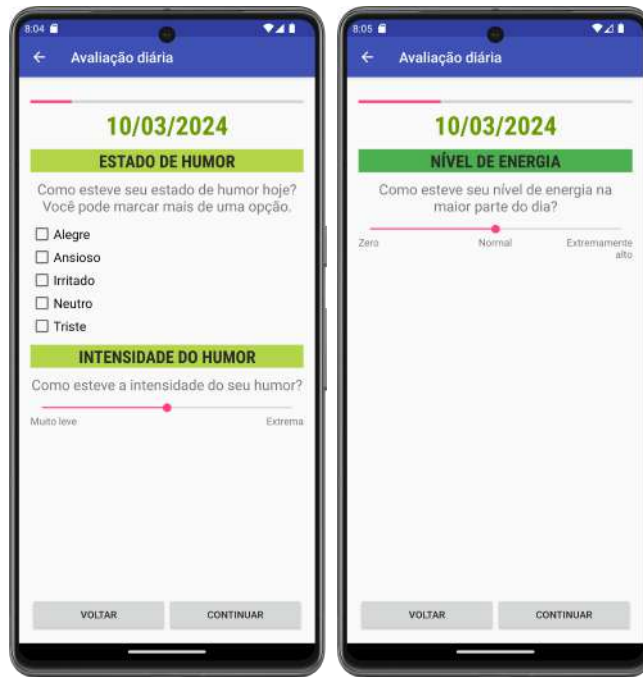 8:04
Avaliação diária
10/03/2024
ESTADO DE HUMOR
Como esteve seu estado de humor hoje?
Você pode marcar mais de uma opção.
Alegre
Ansioso
Irritado
Neutro
Triste
INTENSIDADE DO HUMOR
Como esteve a intensidade do seu humor?
Muito leve
Extrema
VOLTAR
CONTINUAR
8:05
Avaliação diária
10/03/2024
NÍVEL DE ENERGIA
Como esteve seu nível de energia na
maior parte do dia?
Zero
Normal
Extremamente
alto
VOLTAR
CONTINUAR